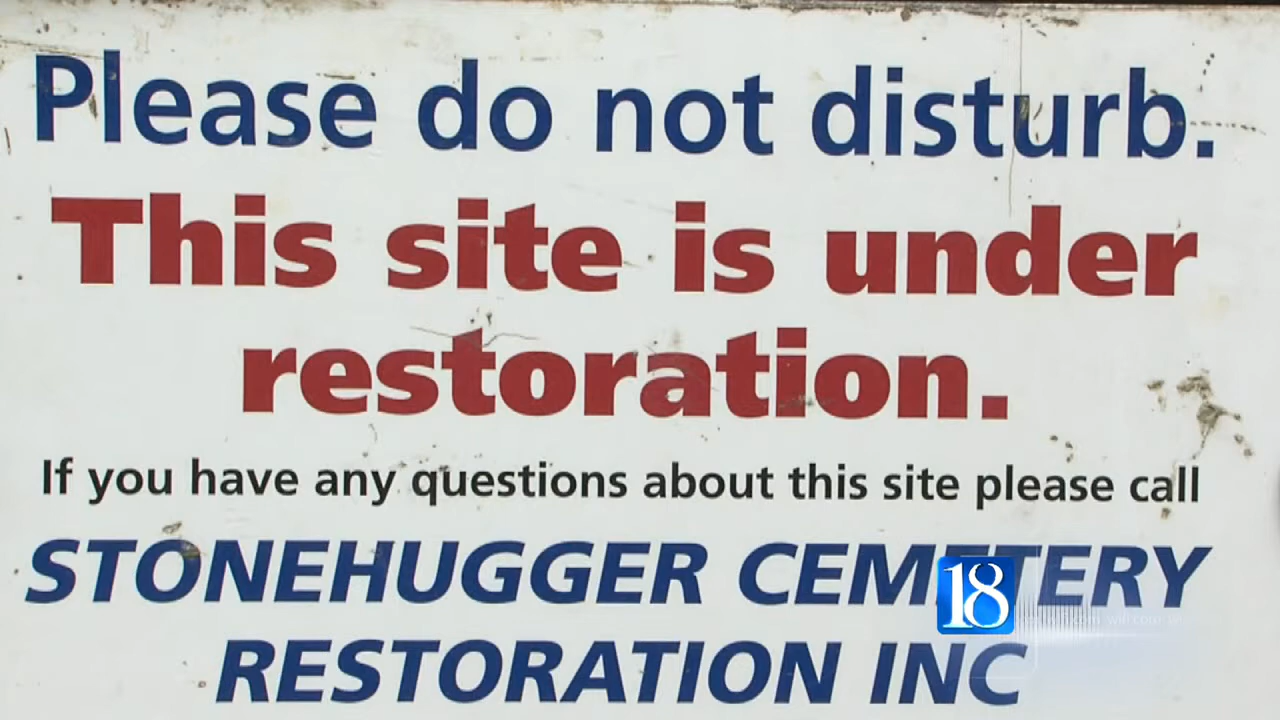 Please do not disturb.
This site is under
restoration.
If you have any questions about this site please call
STONEHUGGER CEMETERY
18
RESTORATION INC